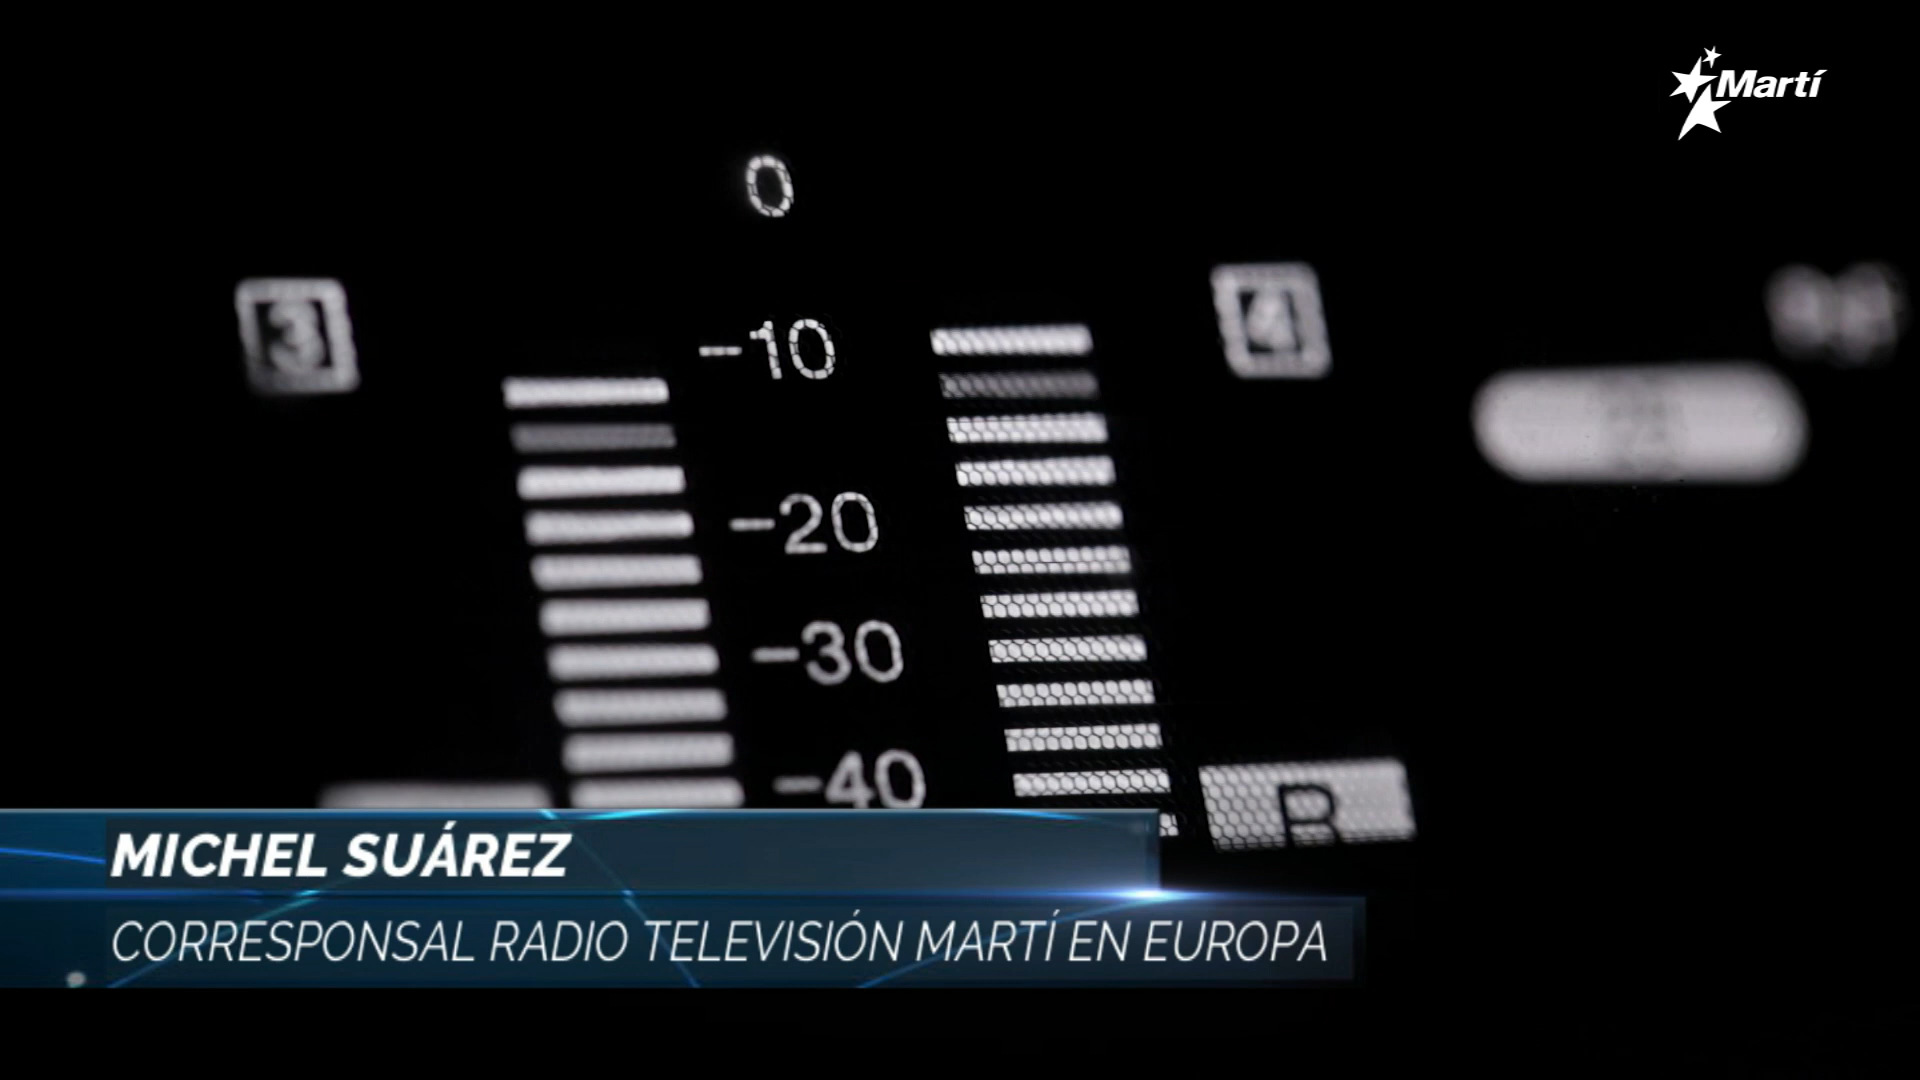 Martí
0
3
4
-10
-20
-30
-40
R
MICHEL SUÁREZ
CORRESPONSAL RADIO TELEVISIÓN MARTÍ EN EUROPA